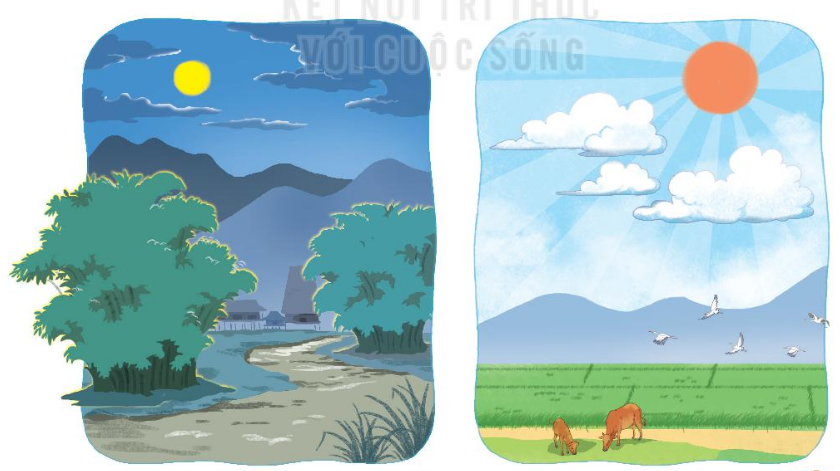 KẾT NỐI TRI THỨC
VỚI CUỘC SỐNG